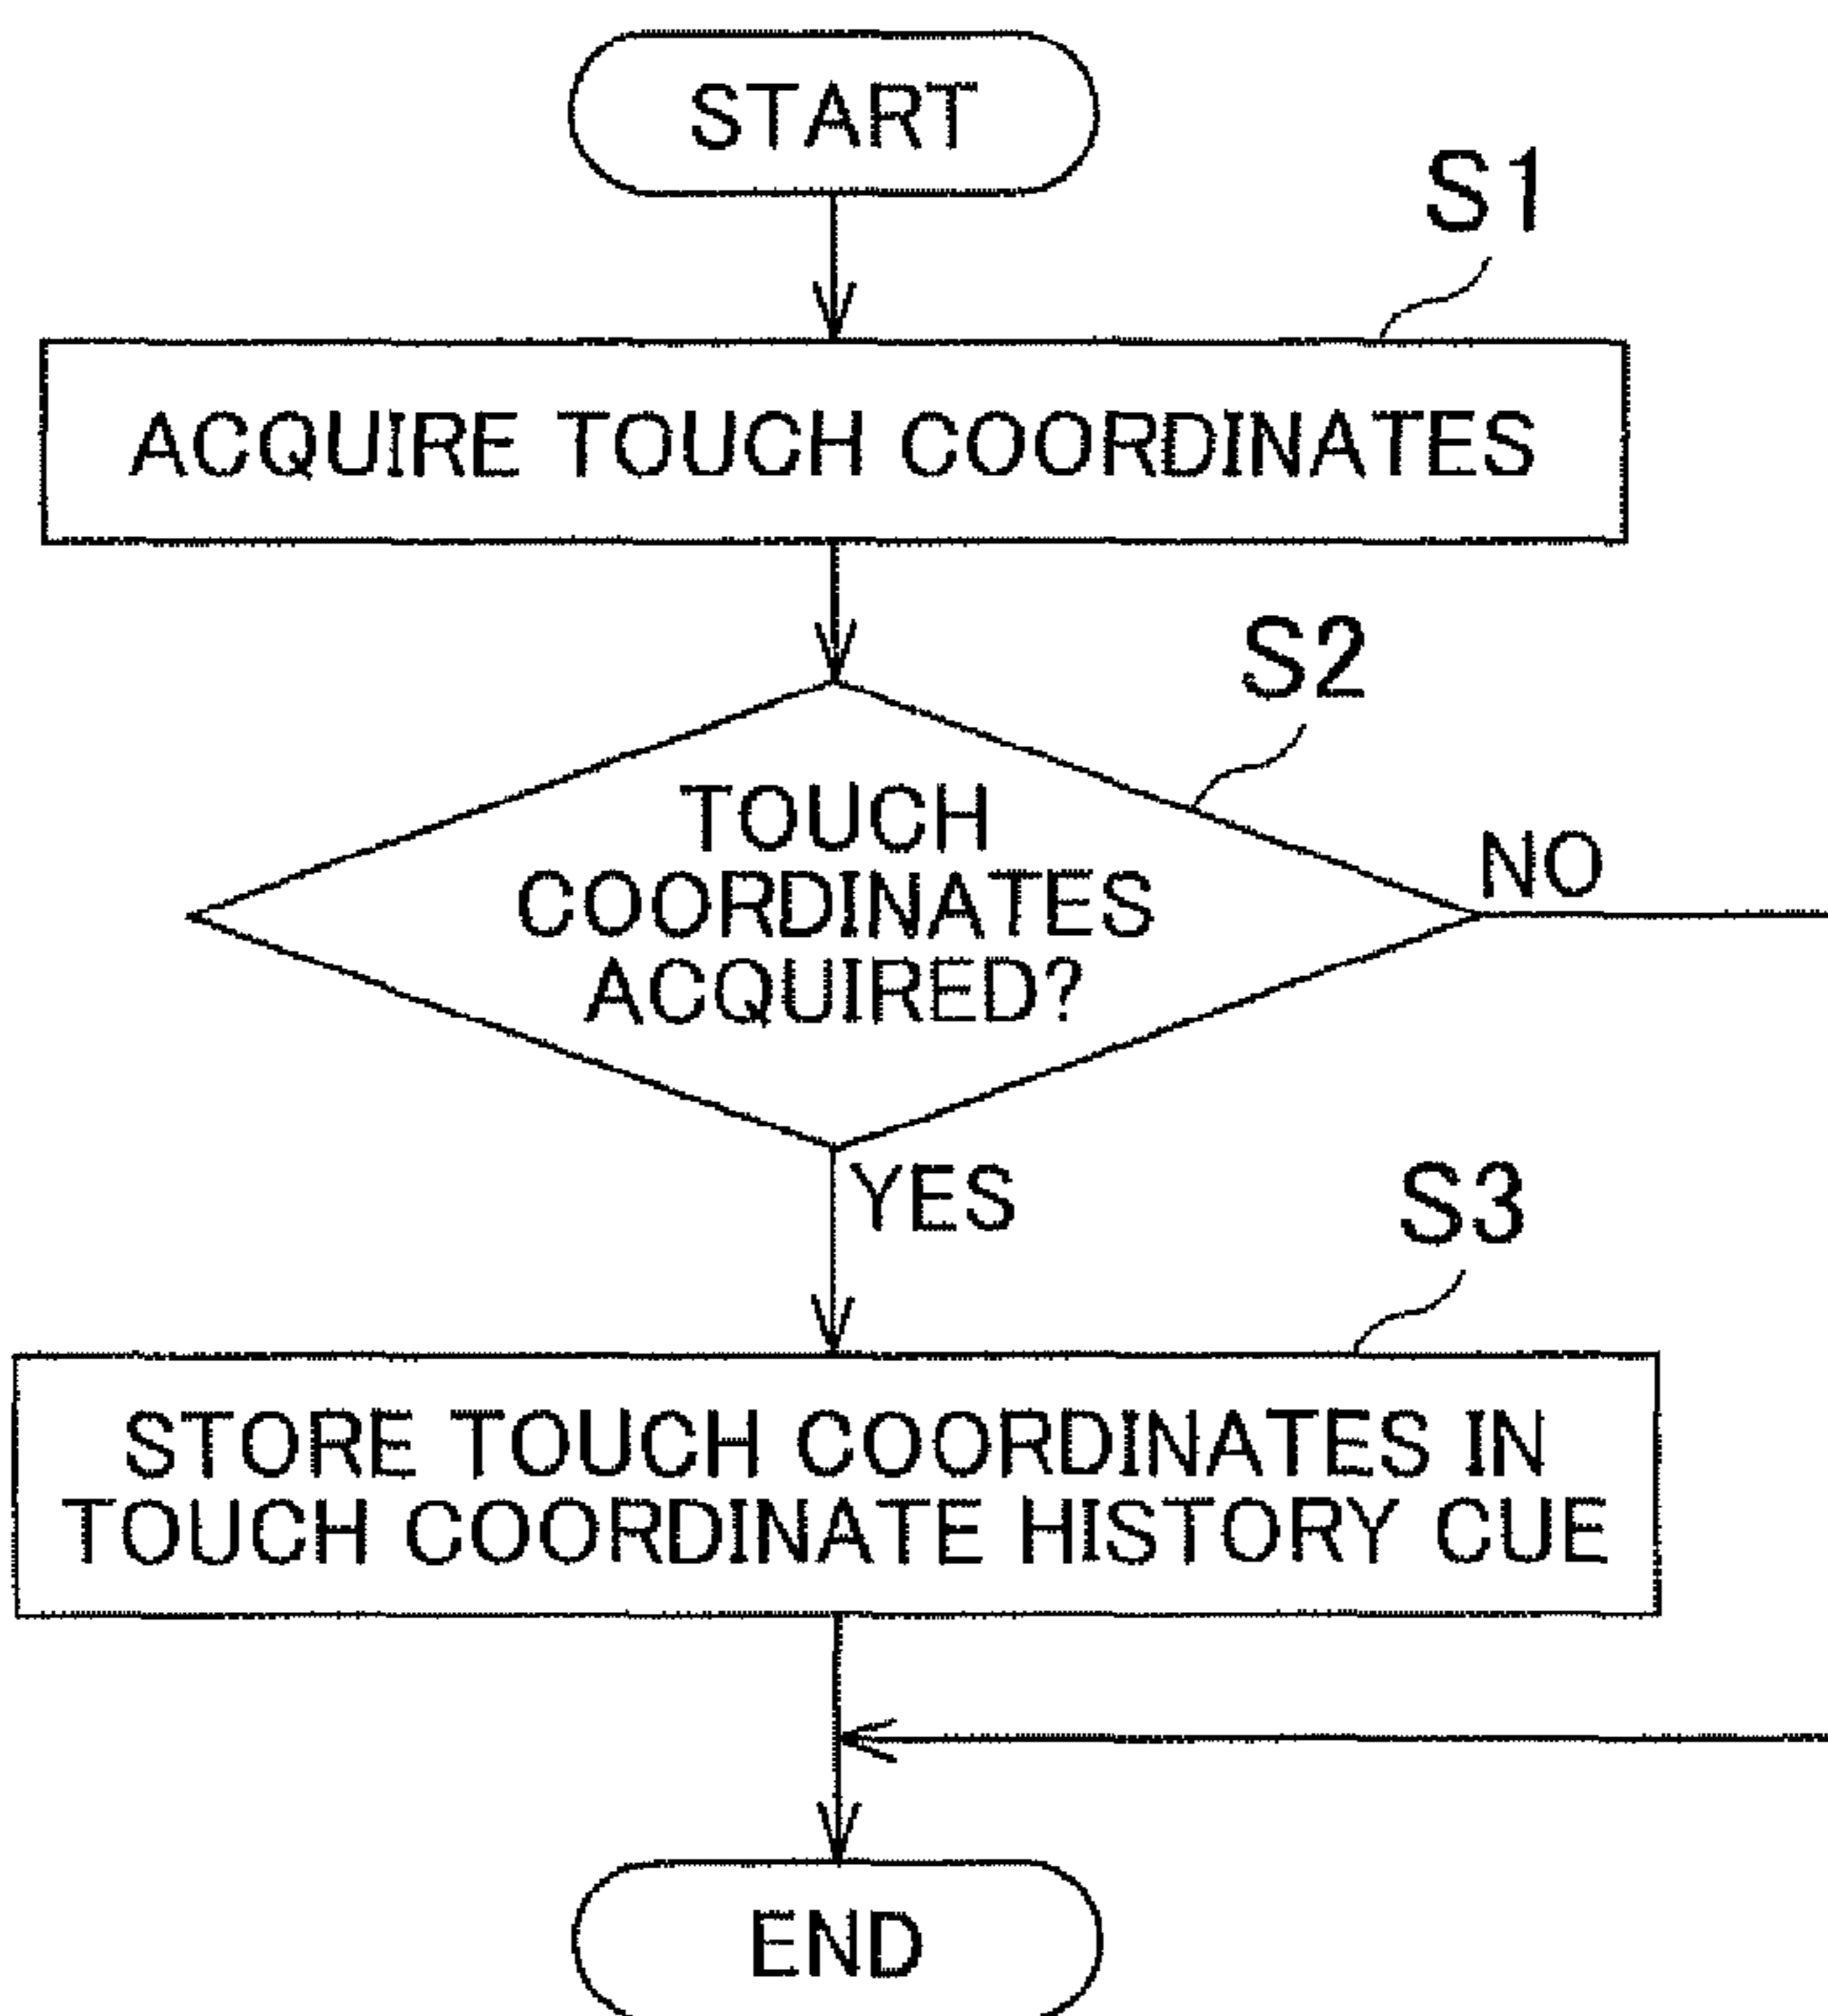 START
S1
ACQUIRE TOUCH COORDINATES
S2
TOUCH
COORDINATES
ACQUIRED?
NO
YES
S3
STORE TOUCH COORDINATES IN
TOUCH COORDINATE HISTORY CUE
END